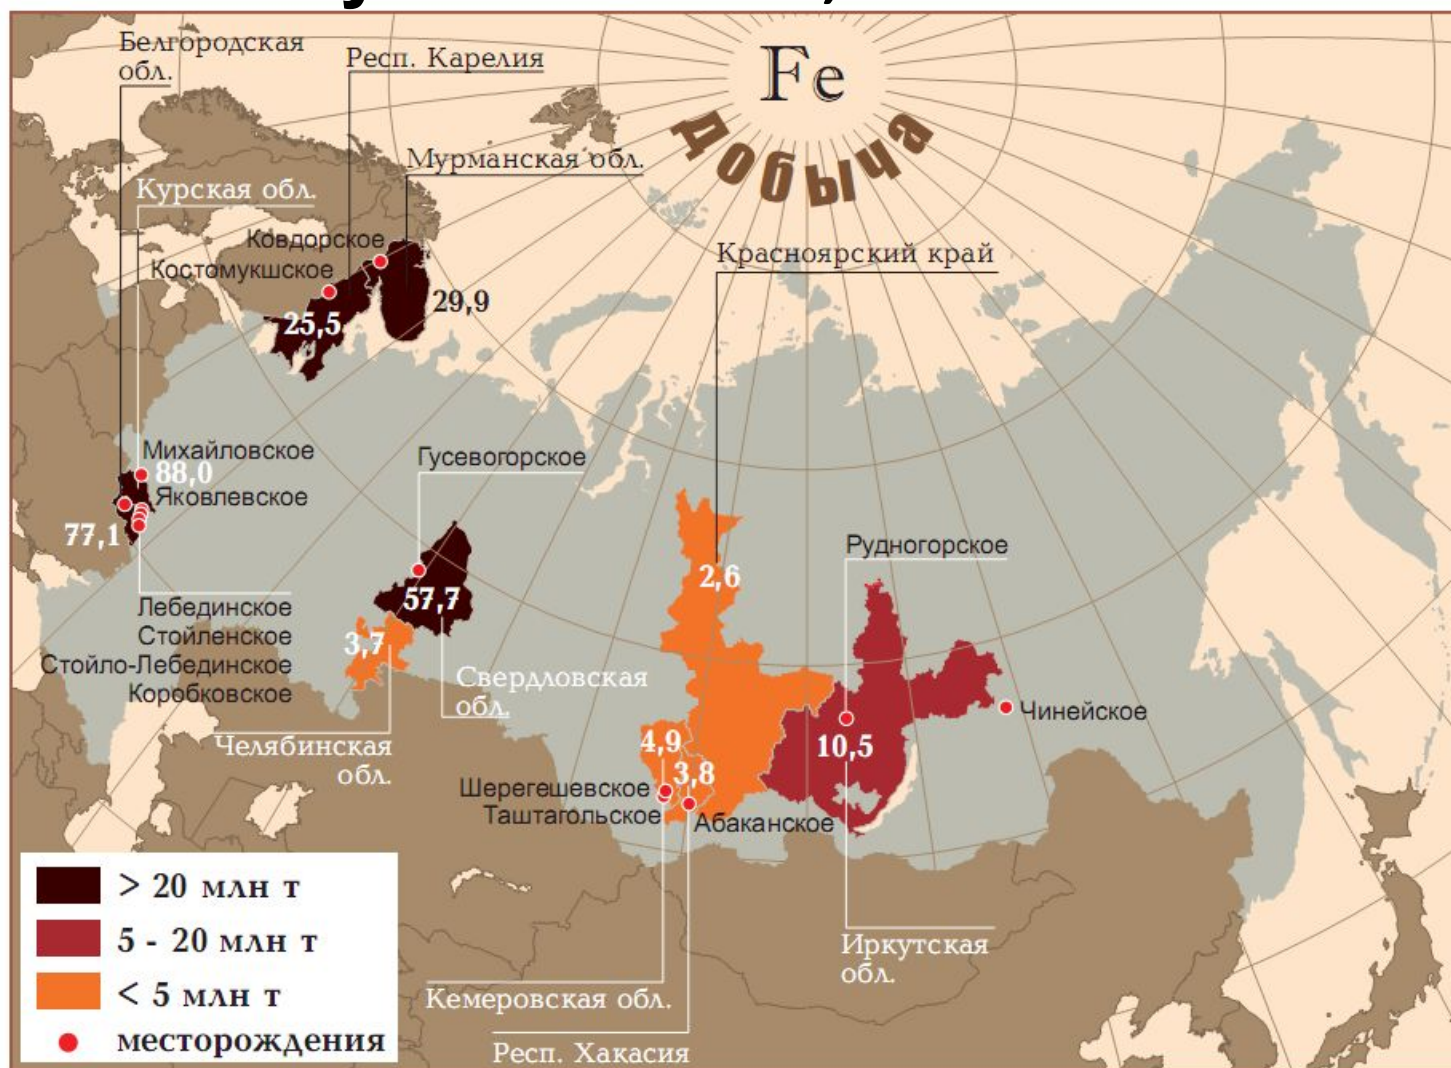 Fe
добыча
Белгородская
обл.
Респ. Карелия
Мурманская обл.
Курская обл.
Ковдорское
Костомукшское
Красноярский край
29,9
25,5
Михайловское
88,0
Гусевогорское
Яковлевское
77,1
Рудногорское
2,6
57,7
Лебединское
Стойленское
Стойло-Лебединское
Коробковское
3,7
Свердловская
обл.
Чинейское
Челябинская
обл.
4,9
10,5
3,8
Шерегешевское
Таштагольское
Абаканское
> 20 млн т
5 - 20 млн т
< 5 млн т
месторождения
Иркутская
обл.
Кемеровская обл.
Респ. Хакасия